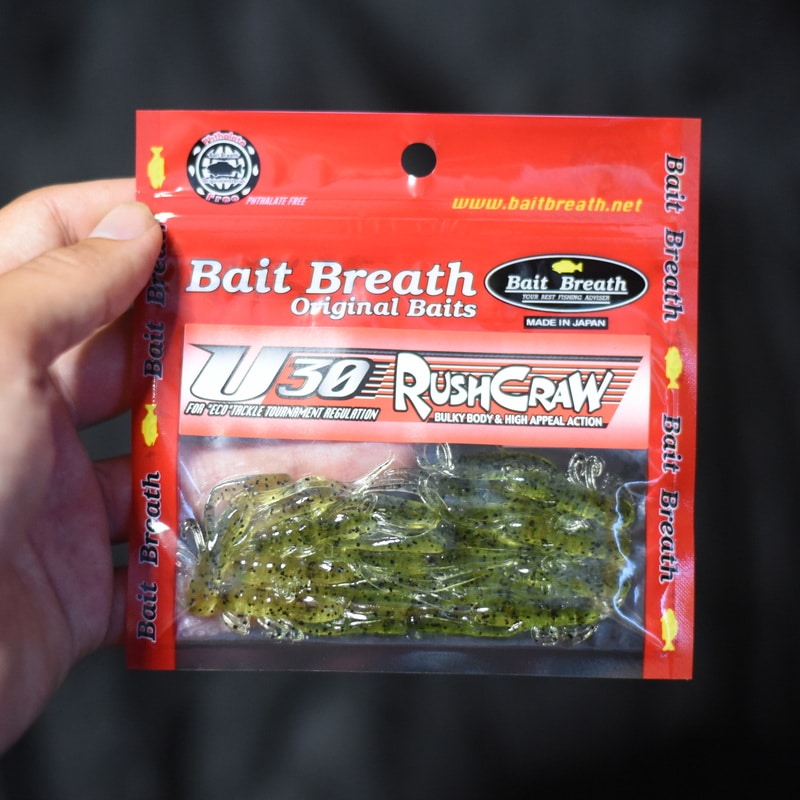 Phthalate
Free
PHTHALATE FREE
www.baitbreath.net
Bait Breath
Original Baits
Bait Breath
YOUR BEST FISHING ADVISER
MADE IN JAPAN
U30
FOR "ECO" TACKLE TOURNAMENT REGULATION
RUSHCRAW
BULKY BODY & HIGH APPEAL ACTION
Bait Breath
Bait Breath
Bait Breath
Bait Breath